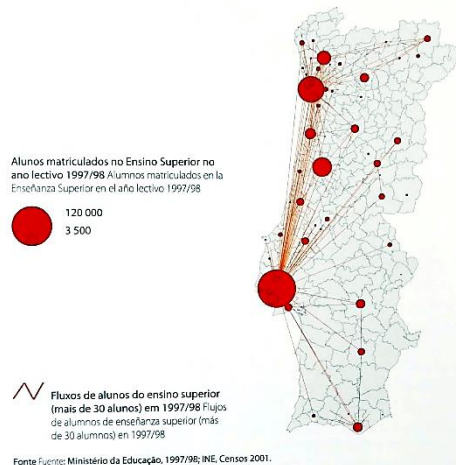 Alunos matriculados no Ensino Superior no
ano lectivo 1997/98 Alumnos matriculados en la
Enseñanza Superior en el año lectivo 1997/98
120 000
3 500
Fluxos de alunos do ensino superior
(mais de 30 alunos) em 1997/98 Flujos
de alumnos de enseñanza superior (más
de 30 alumnos) en 1997/98
Fonte Fuente: Ministério da Educação, 1997/98; INE, Censos 2001.